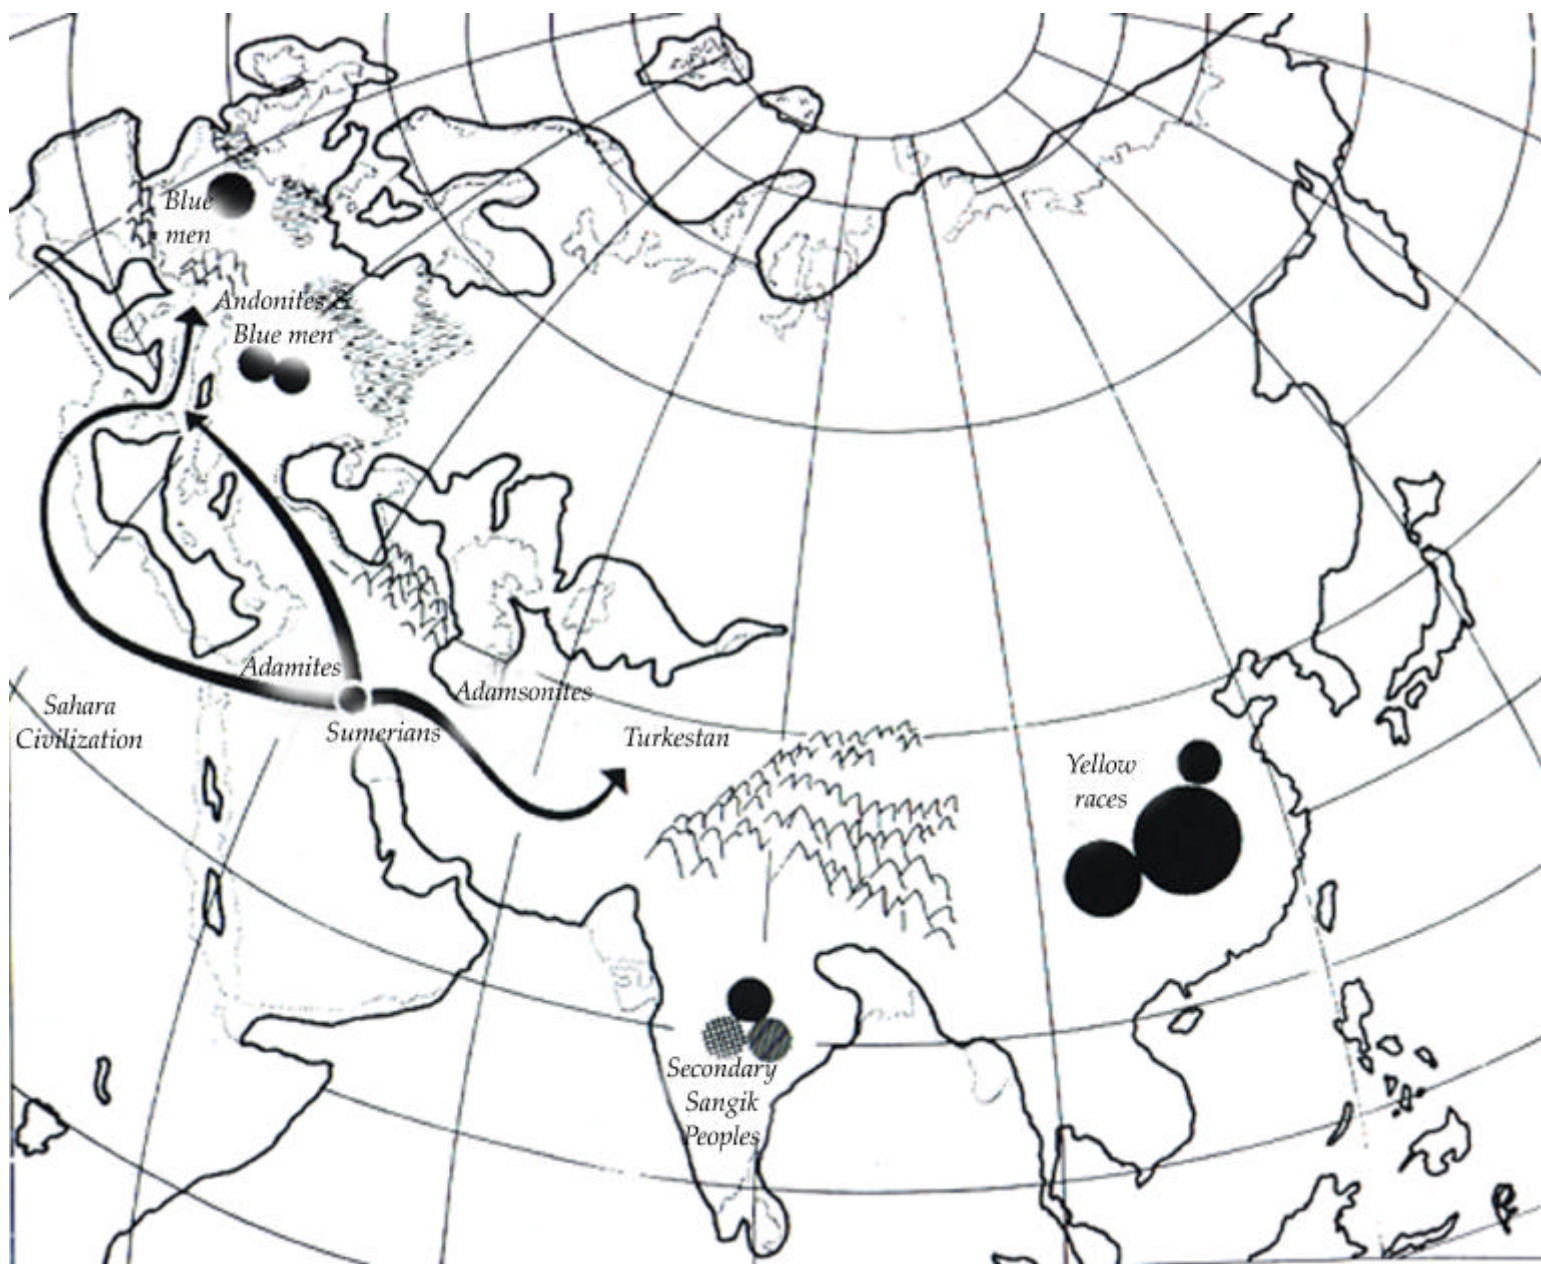 Blue
men
Andonites &
Blue men
Adamites
Adamsonites
Sahara
Civilization
Sumerians
Turkestan
Yellow
races
Secondary
Sangik
Peoples